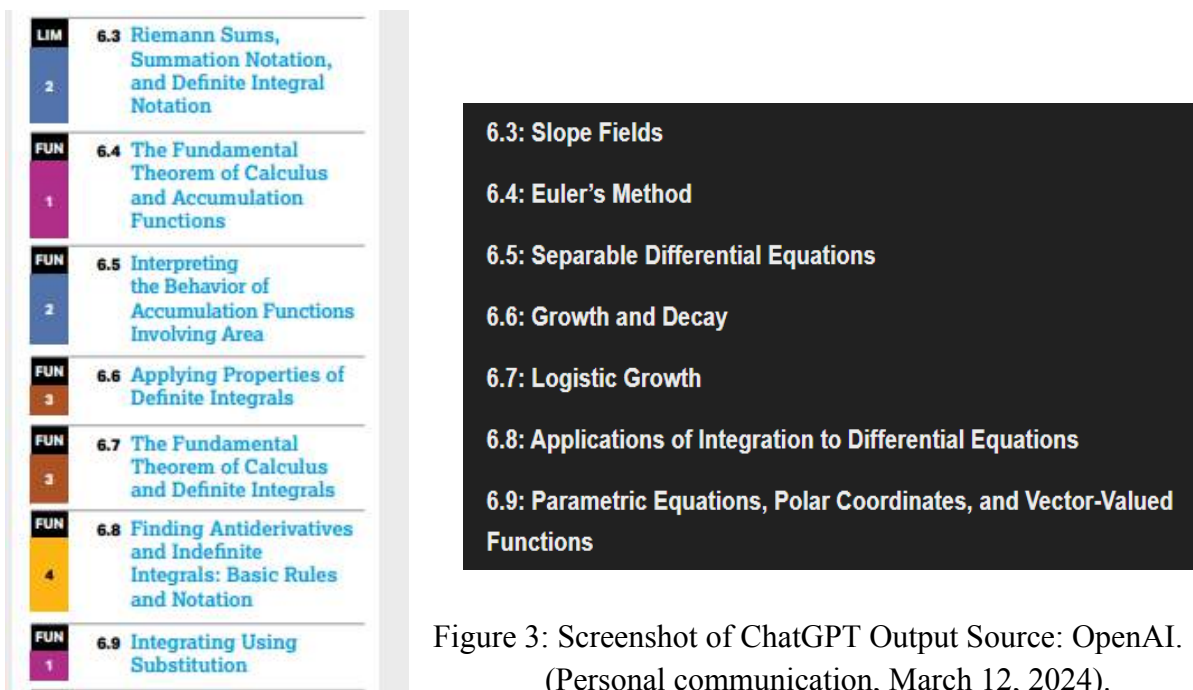 LIM
6.3 Riemann Sums,
Summation Notation,
and Definite Integral
Notation
2
FUN
6.4 The Fundamental
Theorem of Calculus
and Accumulation
Functions
1
FUN
6.5 Interpreting
the Behavior of
Accumulation Functions
Involving Area
2
FUN
6.6 Applying Properties of
Definite Integrals
3
FUN
6.7 The Fundamental
Theorem of Calculus
and Definite Integrals
3
FUN
6.8 Finding Antiderivatives
and Indefinite
Integrals: Basic Rules
and Notation
4
FUN
6.9 Integrating Using
Substitution
1
6.3: Slope Fields
6.4: Euler's Method
6.5: Separable Differential Equations
6.6: Growth and Decay
6.7: Logistic Growth
6.8: Applications of Integration to Differential Equations
6.9: Parametric Equations, Polar Coordinates, and Vector-Valued
Functions
Figure 3: Screenshot of ChatGPT Output Source: OpenAI.
(Personal communication, March 12, 2024).